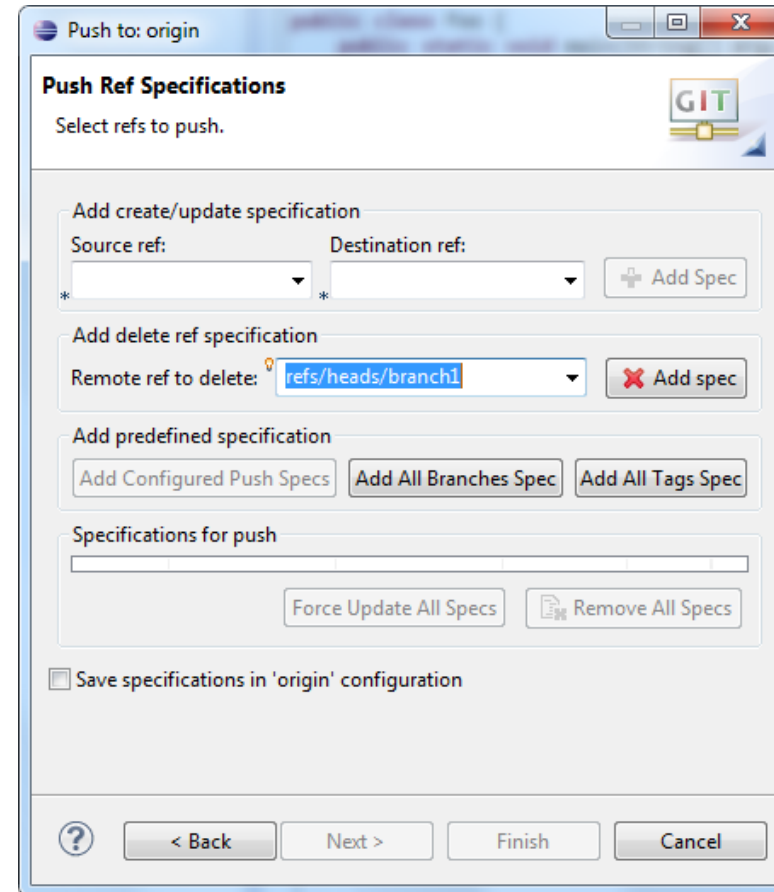 Push to: origin
Push Ref Specifications
Select refs to push.
GIT
Add create/update specification
Source ref: Destination ref:
* * Add Spec
Add delete ref specification
Remote ref to delete: refs/heads/branch1 Add spec
Add predefined specification
Add Configured Push Specs Add All Branches Spec Add All Tags Spec
Specifications for push
Force Update All Specs Remove All Specs
Save specifications in 'origin' configuration
? < Back Next > Finish Cancel